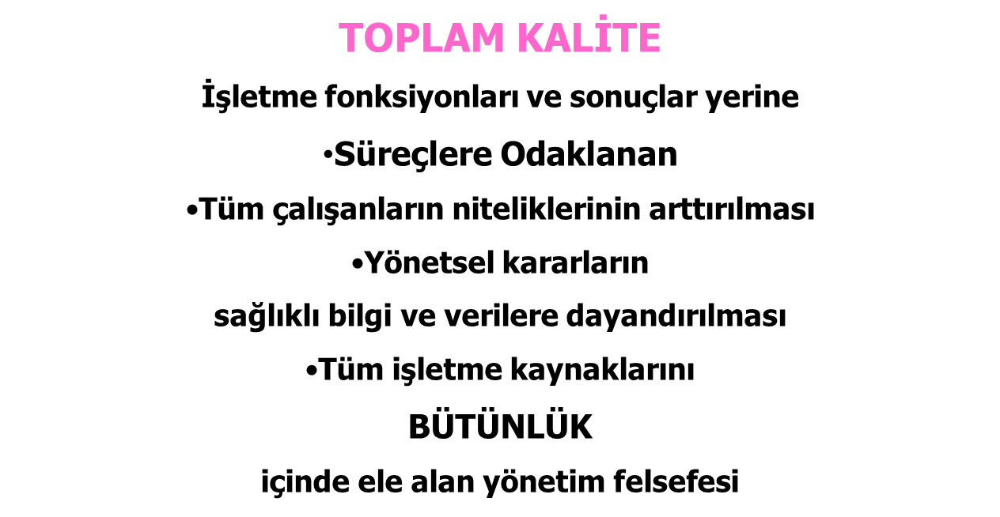 TOPLAM KALİTE
İşletme fonksiyonları ve sonuçlar yerine
•Süreçlere Odaklanan
•Tüm çalışanların niteliklerinin arttırılması
•Yönetsel kararların
sağlıklı bilgi ve verilere dayandırılması
•Tüm işletme kaynaklarını
BÜTÜNLÜK
içinde ele alan yönetim felsefesi